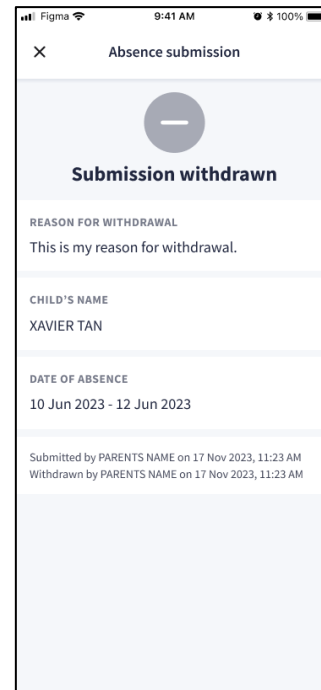 Figma 9:41 AM 100%
Absence submission
Submission withdrawn
REASON FOR WITHDRAWAL
This is my reason for withdrawal.
CHILD'S NAME
XAVIER TAN
DATE OF ABSENCE
10 Jun 2023 - 12 Jun 2023
Submitted by PARENTS NAME on 17 Nov 2023, 11:23 AM
Withdrawn by PARENTS NAME on 17 Nov 2023, 11:23 AM